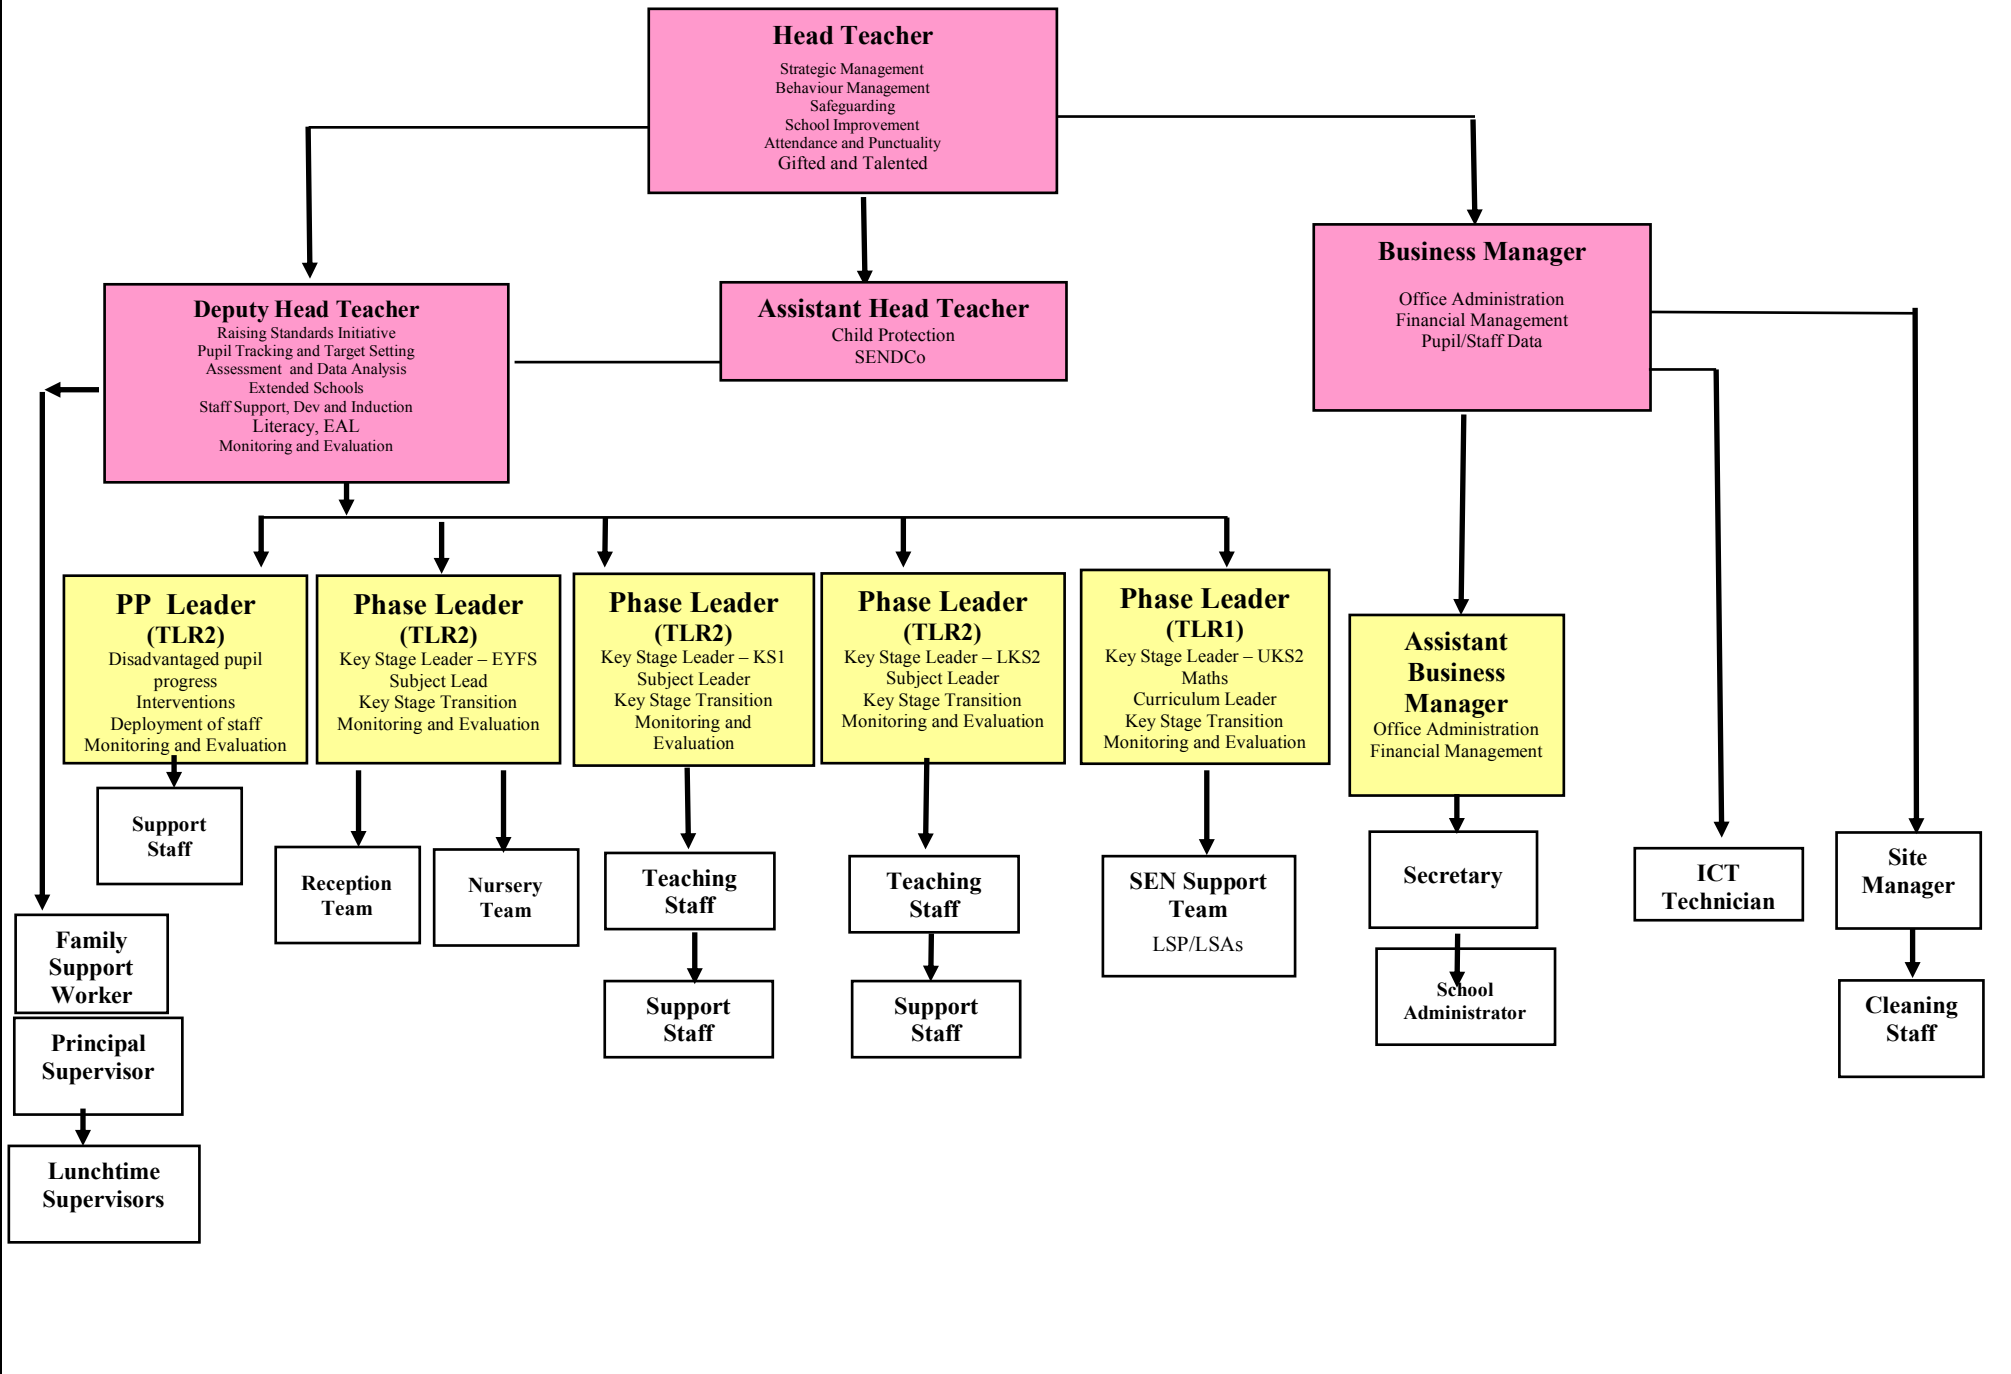 Head Teacher
Strategic Management
Behaviour Management
Safeguarding
School Improvement
Attendance and Punctuality
Gifted and Talented
Deputy Head Teacher
Raising Standards Initiative
Pupil Tracking and Target Setting
Assessment and Data Analysis
Extended Schools
Staff Support, Dev and Induction
Literacy, EAL
Monitoring and Evaluation
Assistant Head Teacher
Child Protection
SENDCo
Business Manager
Office Administration
Financial Management
Pupil/Staff Data
PP Leader
(TLR2)
Disadvantaged pupil
progress
Interventions
Deployment of staff
Monitoring and Evaluation
Phase Leader
(TLR2)
Key Stage Leader – EYFS
Subject Lead
Key Stage Transition
Monitoring and Evaluation
Phase Leader
(TLR2)
Key Stage Leader – KS1
Subject Leader
Key Stage Transition
Monitoring and
Evaluation
Phase Leader
(TLR2)
Key Stage Leader – LKS2
Subject Leader
Key Stage Transition
Monitoring and Evaluation
Phase Leader
(TLR1)
Key Stage Leader – UKS2
Maths
Curriculum Leader
Key Stage Transition
Monitoring and Evaluation
Assistant
Business
Manager
Office Administration
Financial Management
Support
Staff
Reception
Team
Nursery
Team
Teaching
Staff
Teaching
Staff
SEN Support
Team
LSP/LSAs
Secretary
ICT
Technician
Site
Manager
Family
Support
Worker
Support
Staff
Support
Staff
School
Administrator
Cleaning
Staff
Principal
Supervisor
Lunchtime
Supervisors